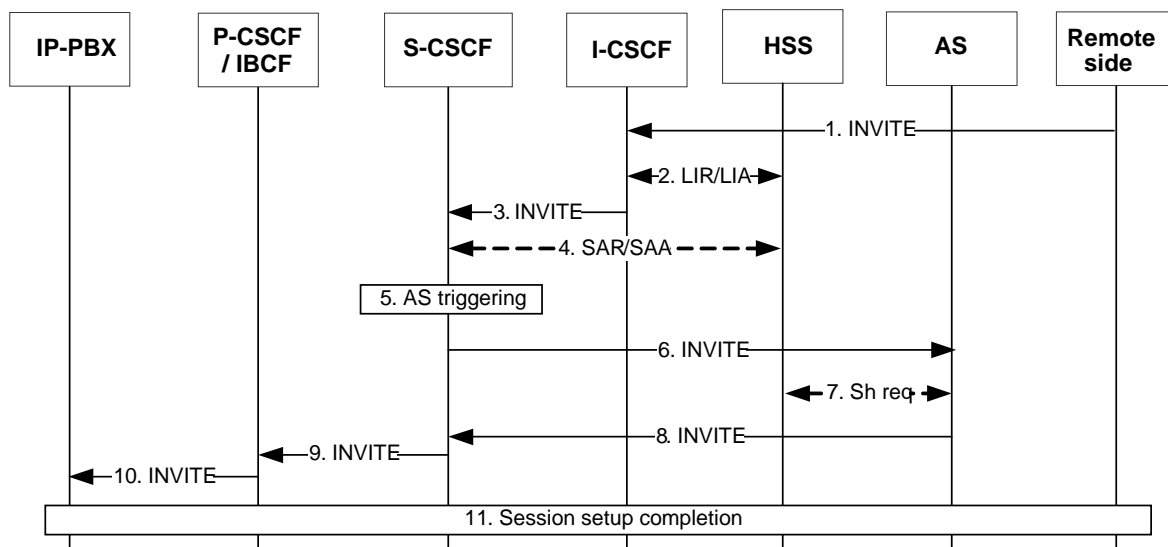 IP-PBX
P-CSCF
/ IBCF
S-CSCF
I-CSCF
HSS
AS
Remote
side
1. INVITE
2. LIR/LIA
3. INVITE
4. SAR/SAA
5. AS triggering
6. INVITE
7. Sh req
8. INVITE
9. INVITE
10. INVITE
11. Session setup completion